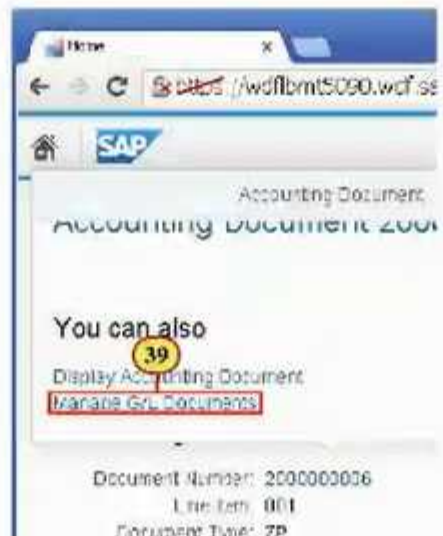 Home
https://wdflbmt5090.wdf.sa
SAP
Accounting Document
Accounting Document 200
You can also
39
Display Accounting Document
Manage G/L Documents
Document Number: 2000000006
Line Item: 001
Document Type: ZP